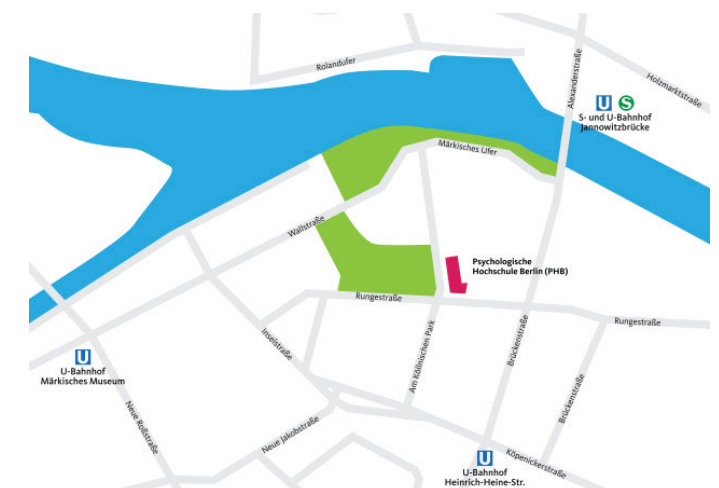 Rolandufer
Alexanderstraße
Holzmarktstraße
U S
S- und U-Bahnhof
Jannowitzbrücke
Märkisches Ufer
Wallstraße
Psychologische
Hochschule Berlin (PHB)
Rungestraße
Rungestraße
Inselstraße
Am Köllnischen Park
Brückenstraße
U
U-Bahnhof
Märkisches Museum
Brückenstraße
Neue Roßstraße
Neue Jakobstraße
Köpenickerstraße
U
U-Bahnhof
Heinrich-Heine-Str.